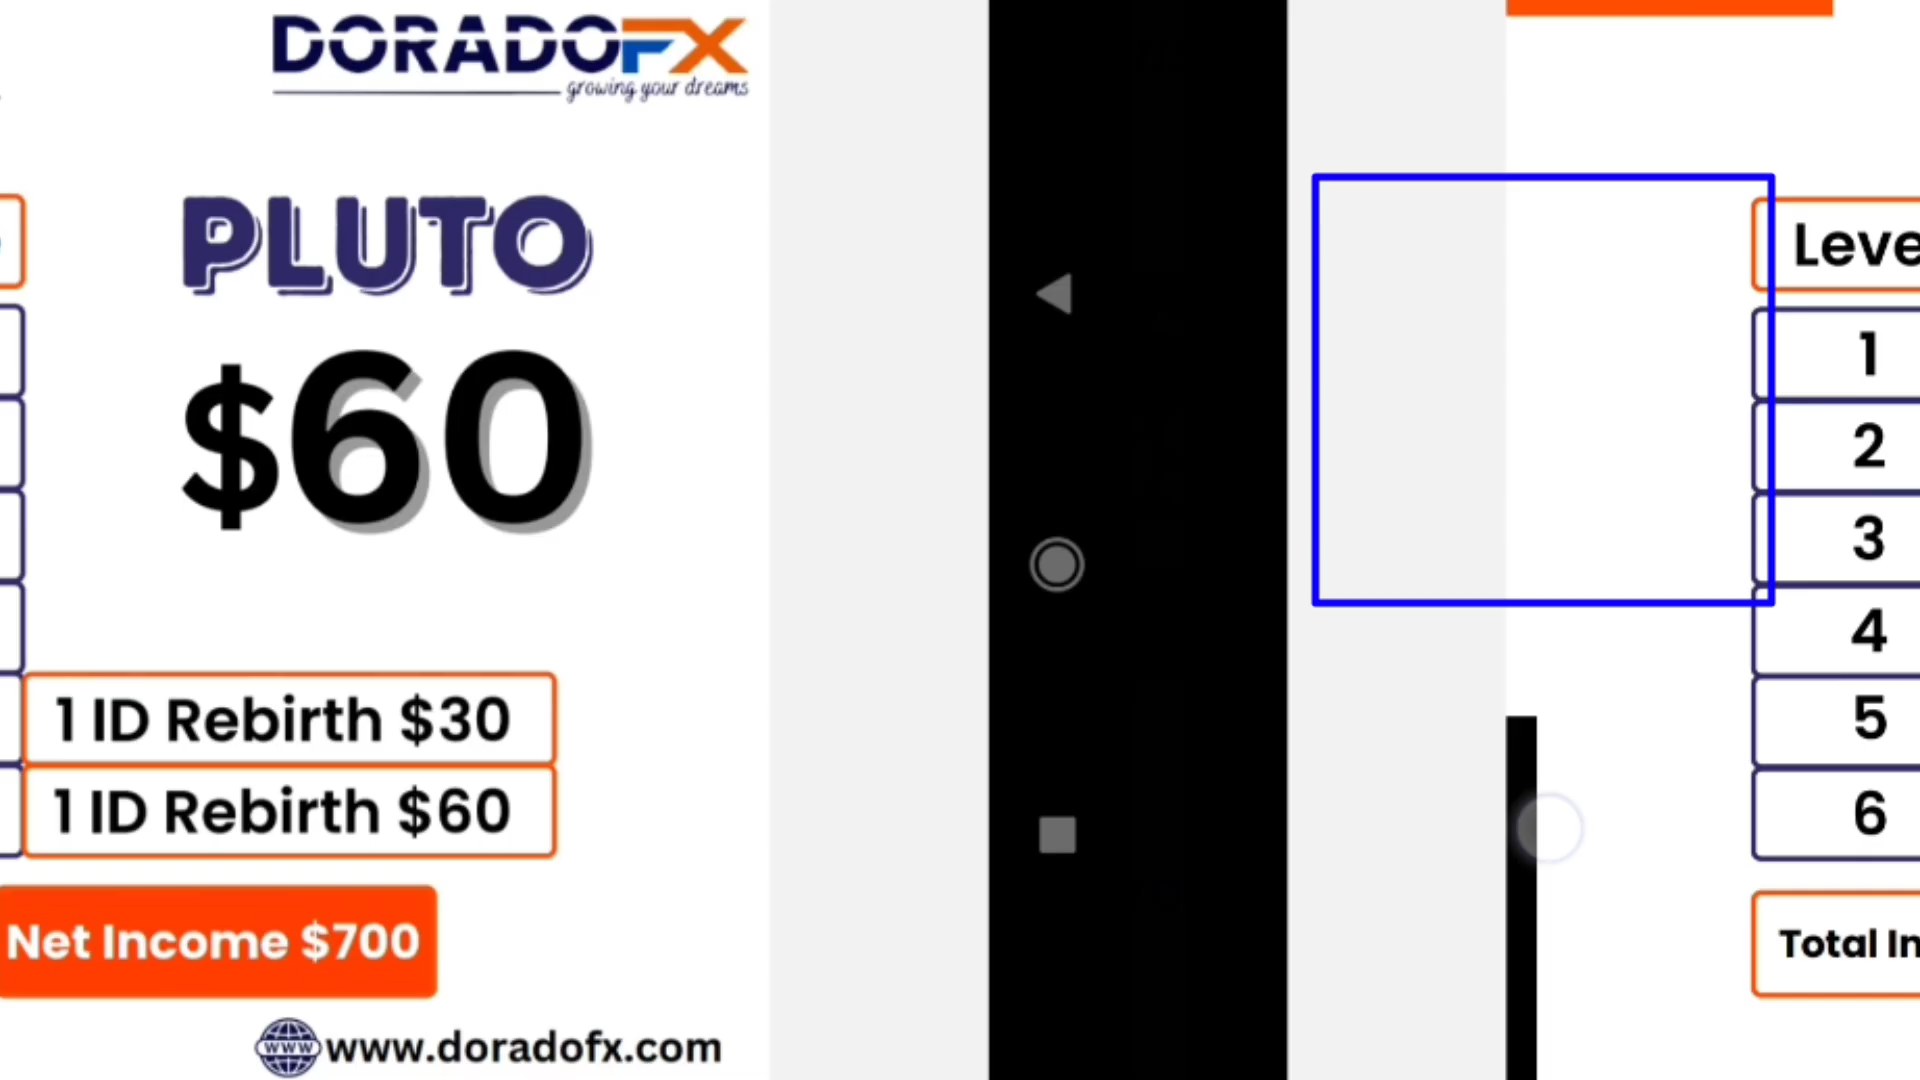 DORADOFX
growing your dreams
PLUTO
$60
1 ID Rebirth $30
1 ID Rebirth $60
Net Income $700
www
www.doradofx.com
Leve
1
2
3
4
5
6
Total In